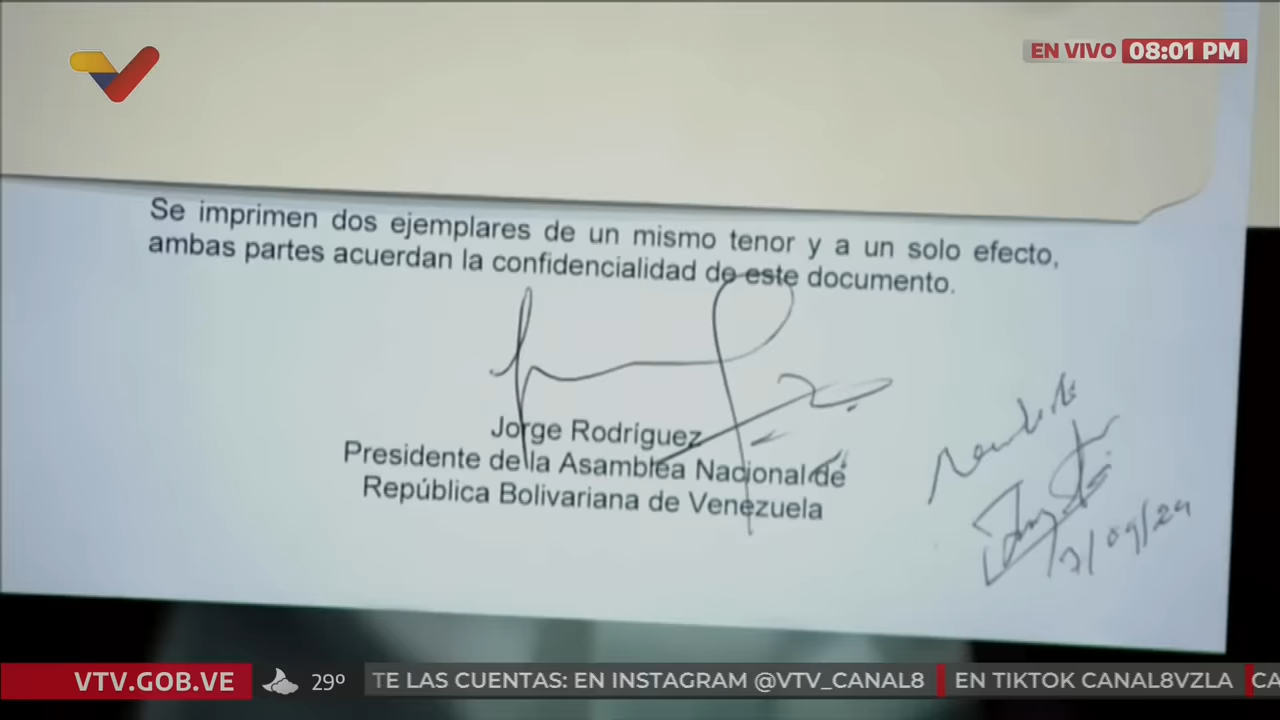 EN VIVO 08:01 PM
Se imprimen dos ejemplares de un mismo tenor y a un solo efecto,
ambas partes acuerdan la confidencialidad de este documento.
Jorge Rodríguez
Presidente de la Asamblea Nacional de
República Bolivariana de Venezuela
VTV.GOB.VE 29º TE LAS CUENTAS: EN INSTAGRAM @VTV_CANAL8 EN TIKTOK CANAL8VZLA CA